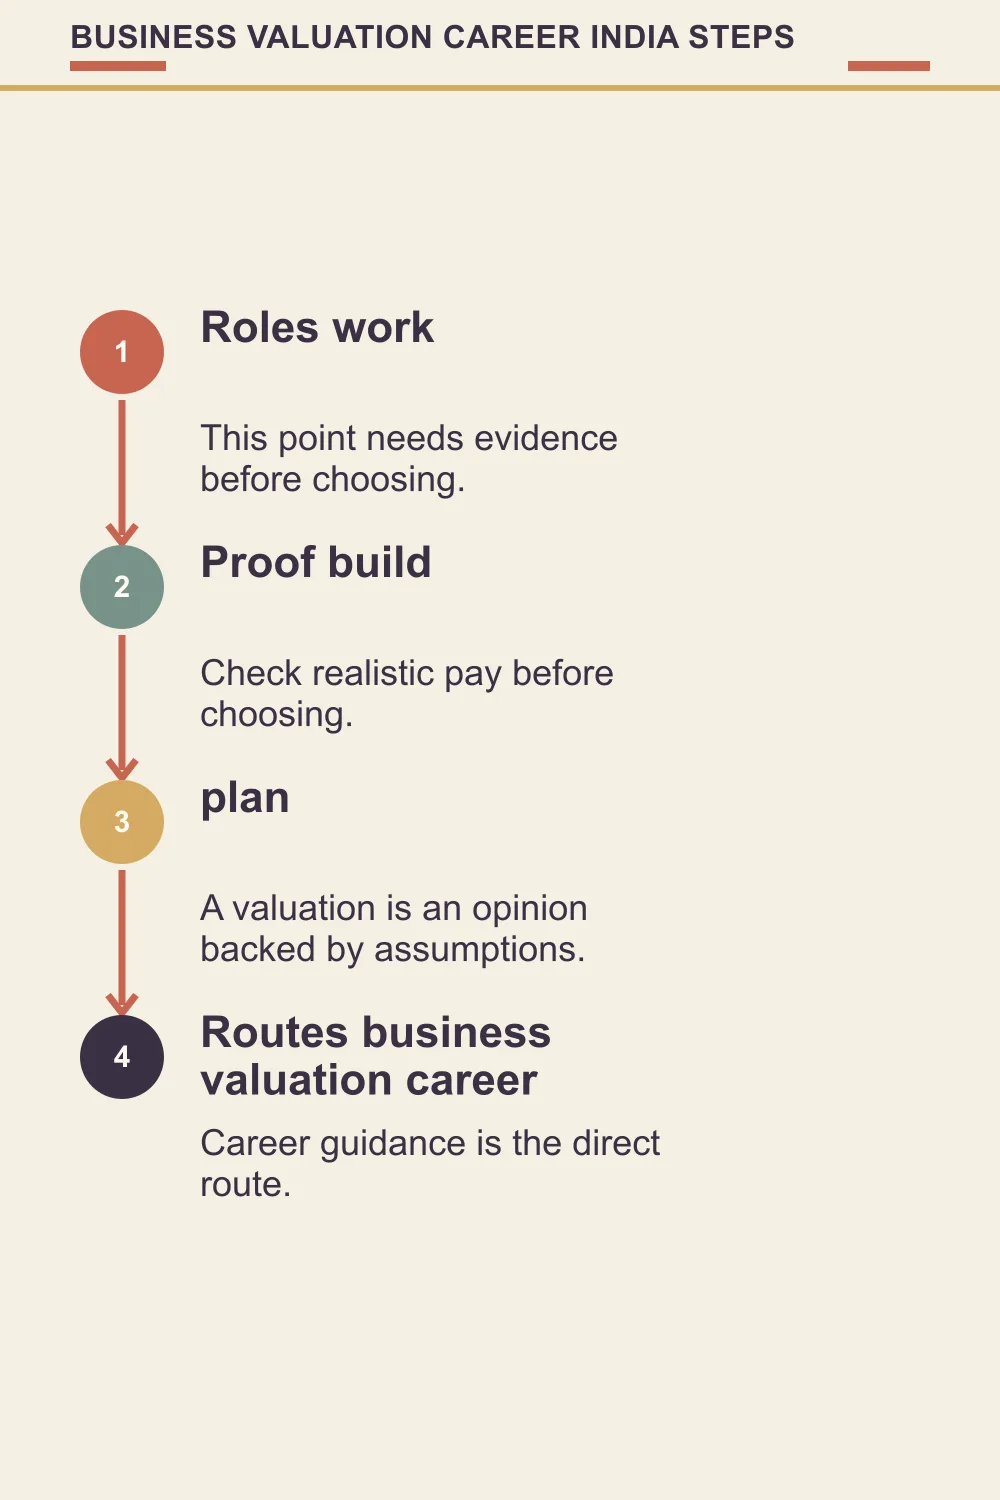 BUSINESS VALUATION CAREER INDIA STEPS
1
Roles work
This point needs evidence
before choosing.
2
Proof build
Check realistic pay before
choosing.
3
plan
A valuation is an opinion
backed by assumptions.
4
Routes business
valuation career
Career guidance is the direct
route.